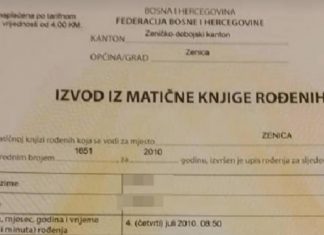 naplaćena po tarifnom
vrijednosti od 4,00 KM.
BOSNA I HERCEGOVINA
FEDERACIJA BOSNE I HERCEGOVINE
KANTON Zeničko-dobojski kanton
OPĆINA/GRAD Zenica
IZVOD IZ MATIČNE KNJIGE ROĐENIH
matičnoj knjizi rođenih koja se vodi za mjesto ZENICA
rednim brojem 1651 za 2010 godinu, izvršen je upis rođenja za sljedeć
zime
n, mjesec, godina i vrijeme
i minuta) rođenja
4. (četvrti) juli 2010. 08:50